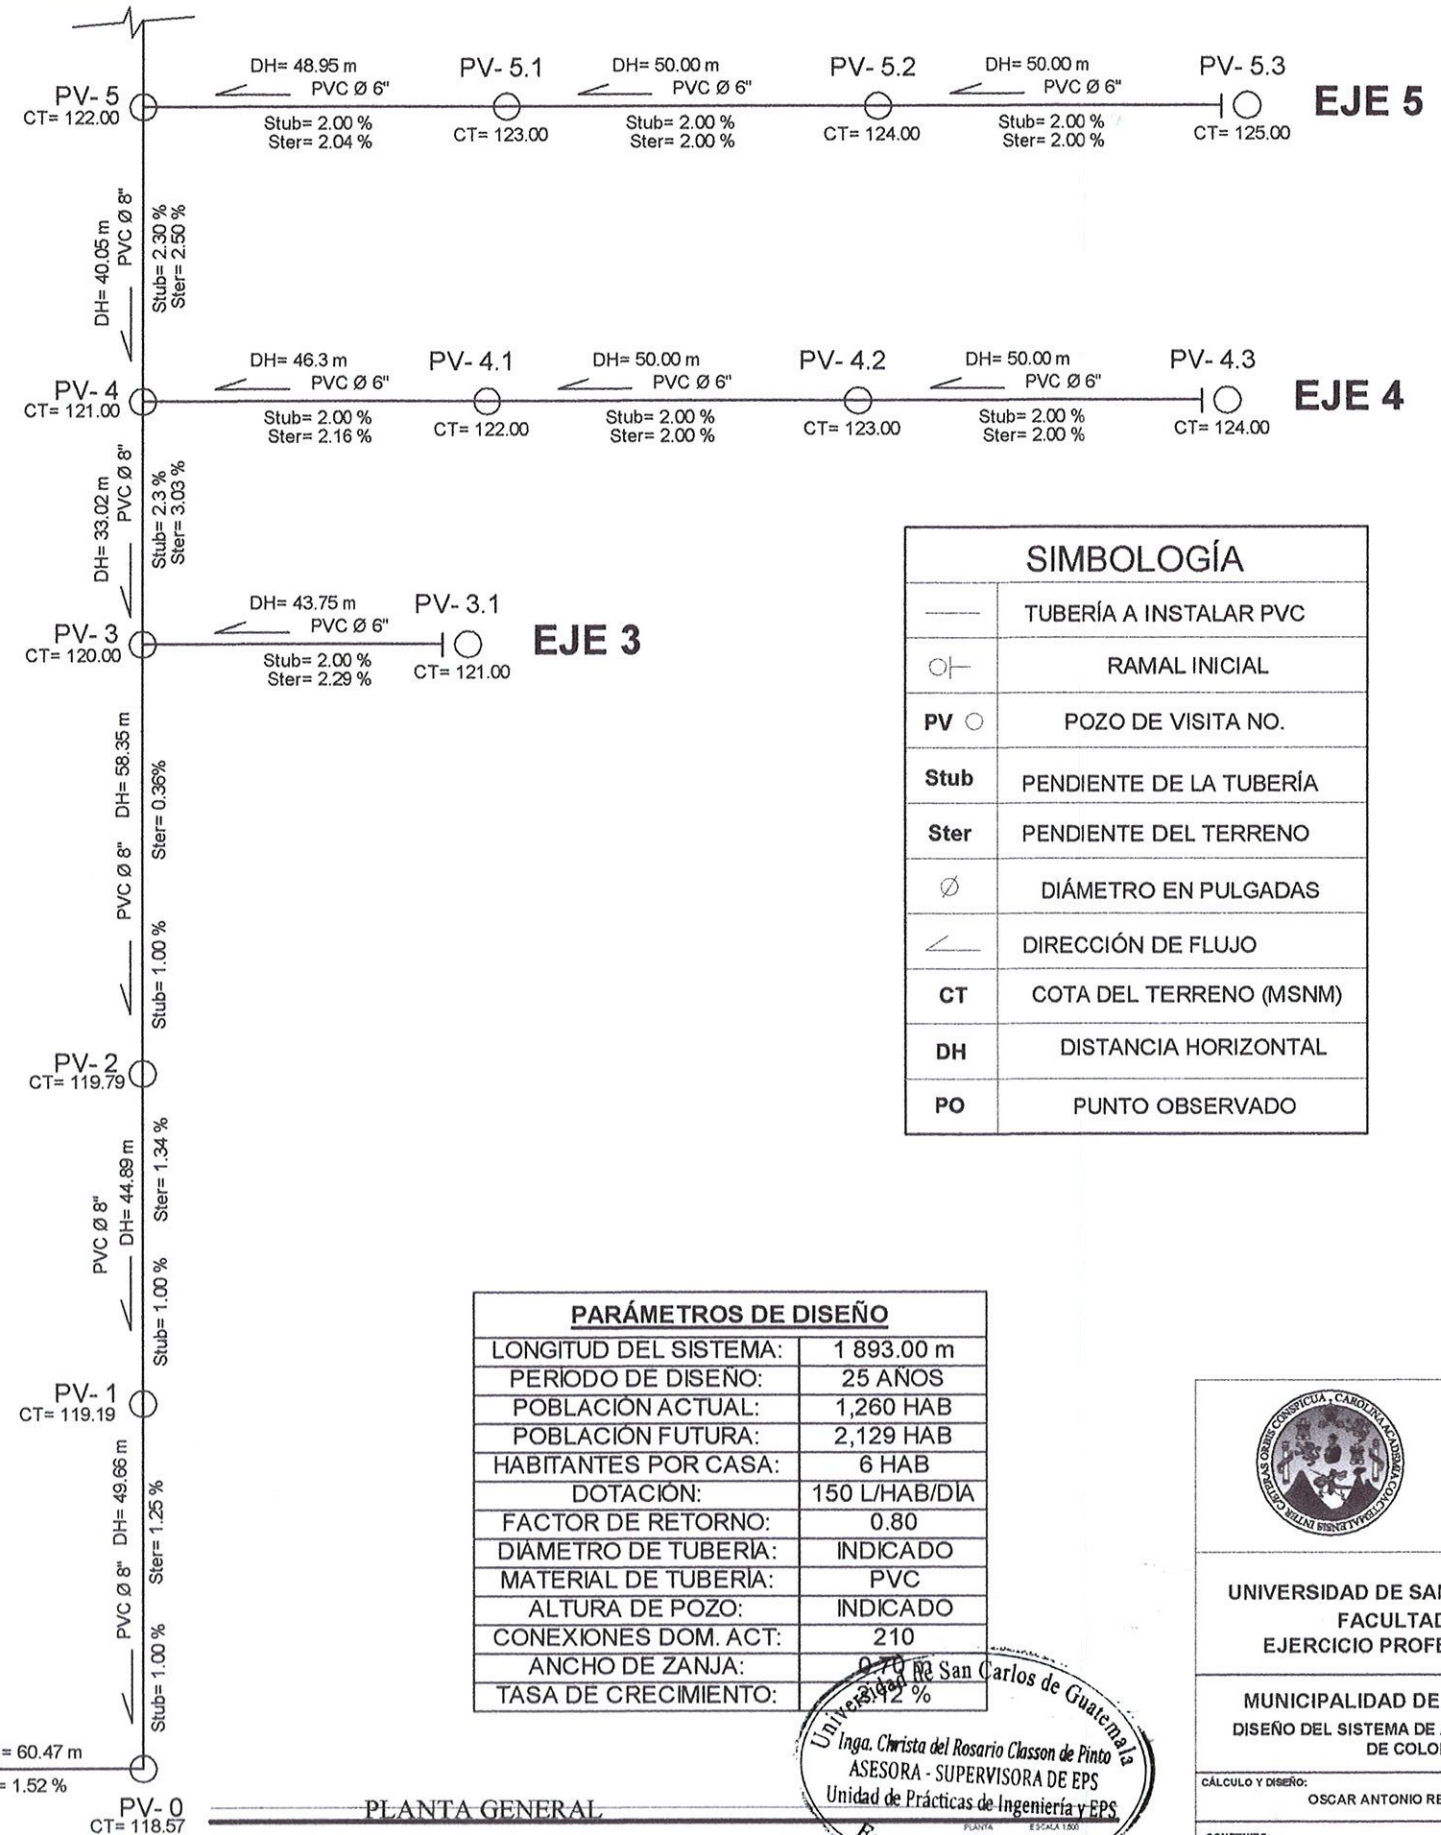 DH= 48.95 m
PVC Ø 6"
PV- 5.1
DH= 50.00 m
PVC Ø 6"
PV- 5.2
DH= 50.00 m
PVC Ø 6"
PV- 5.3
EJE 5
PV- 5
CT= 122.00
Stub= 2.00 %
Ster= 2.04 %
CT= 123.00
Stub= 2.00 %
Ster= 2.00 %
CT= 124.00
Stub= 2.00 %
Ster= 2.00 %
CT= 125.00
DH= 40.05 m
PVC Ø 8"
Stub= 2.30 %
Ster= 2.50 %
DH= 46.3 m
PVC Ø 6"
PV- 4.1
DH= 50.00 m
PVC Ø 6"
PV- 4.2
DH= 50.00 m
PVC Ø 6"
PV- 4.3
EJE 4
PV- 4
CT= 121.00
Stub= 2.00 %
Ster= 2.16 %
CT= 122.00
Stub= 2.00 %
Ster= 2.00 %
CT= 123.00
Stub= 2.00 %
Ster= 2.00 %
CT= 124.00
DH= 33.02 m
PVC Ø 8"
Stub= 2.3 %
Ster= 3.03 %
DH= 43.75 m
PVC Ø 6"
PV- 3.1
EJE 3
PV- 3
CT= 120.00
Stub= 2.00 %
Ster= 2.29 %
CT= 121.00
PVC Ø 8" DH= 58.35 m
Stub= 1.00 % Ster= 0.36%
PV- 2
CT= 119.79
PVC Ø 8"
DH= 44.89 m
Stub= 1.00 % Ster= 1.34 %
PV- 1
CT= 119.19
PVC Ø 8" DH= 49.66 m
Stub= 1.00 % Ster= 1.25 %
= 60.47 m
= 1.52 %
PV- 0
CT= 118.57
SIMBOLOGÍA
TUBERÍA A INSTALAR PVC
RAMAL INICIAL
PV POZO DE VISITA NO.
Stub PENDIENTE DE LA TUBERÍA
Ster PENDIENTE DEL TERRENO
Ø DIÁMETRO EN PULGADAS
DIRECCIÓN DE FLUJO
CT COTA DEL TERRENO (MSNM)
DH DISTANCIA HORIZONTAL
PO PUNTO OBSERVADO
PARÁMETROS DE DISEÑO
LONGITUD DEL SISTEMA: 1 893.00 m
PERÍODO DE DISEÑO: 25 AÑOS
POBLACIÓN ACTUAL: 1,260 HAB
POBLACIÓN FUTURA: 2,129 HAB
HABITANTES POR CASA: 6 HAB
DOTACIÓN: 150 L/HAB/DÍA
FACTOR DE RETORNO: 0.80
DIÁMETRO DE TUBERÍA: INDICADO
MATERIAL DE TUBERÍA: PVC
ALTURA DE POZO: INDICADO
CONEXIONES DOM. ACT: 210
ANCHO DE ZANJA: 0.70 m
TASA DE CRECIMIENTO: 12 %
Universidad de San Carlos de Guatemala
Inga. Christa del Rosario Classon de Pinto
ASESORA - SUPERVISORA DE EPS
Unidad de Prácticas de Ingeniería y EPS
PLANTA GENERAL
PLANTA ESCALA 1:500
UNIVERSIDAD DE SAN
FACULTAD
EJERCICIO PROFE
MUNICIPALIDAD DE
DISEÑO DEL SISTEMA DE
DE COLO
CÁLCULO Y DISEÑO:
OSCAR ANTONIO RE